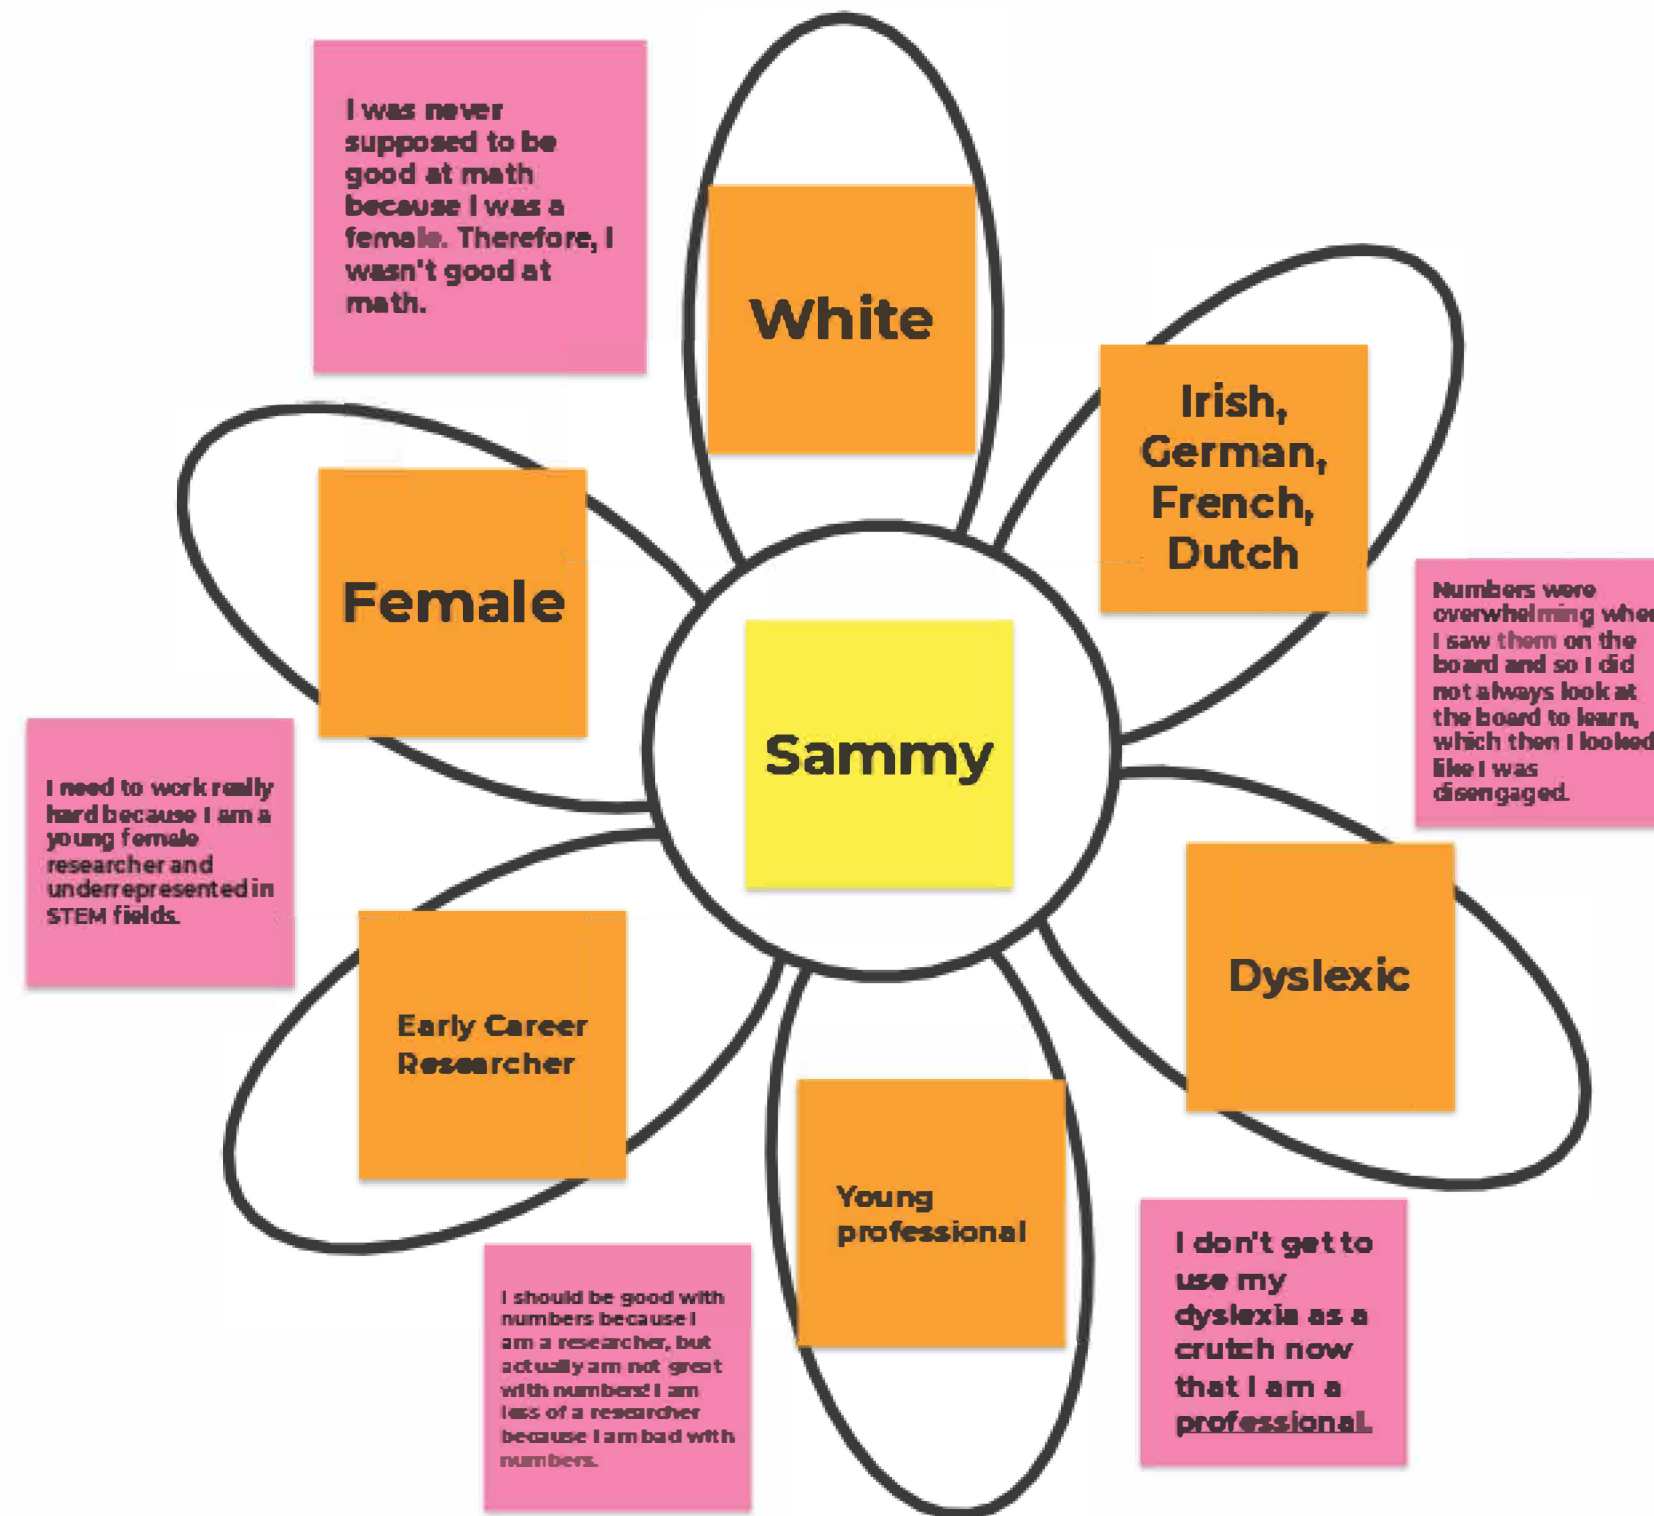 I was never
supposed to be
good at math
because I was a
female. Therefore, I
wasn't good at
math.
White
Irish,
German,
French,
Dutch
Female
Numbers were
overwhelming when
I saw them on the
board and so I did
not always look at
the board to learn,
which then I looked
like I was
disengaged.
Sammy
I need to work really
hard because I am a
young female
researcher and
underrepresented in
STEM fields.
Dyslexic
Early Career
Researcher
Young
professional
I don't get to
use my
dyslexia as a
crutch now
that I am a
professional.
I should be good with
numbers because I
am a researcher, but
actually am not great
with numbers! I am
less of a researcher
because I am bad with
numbers.